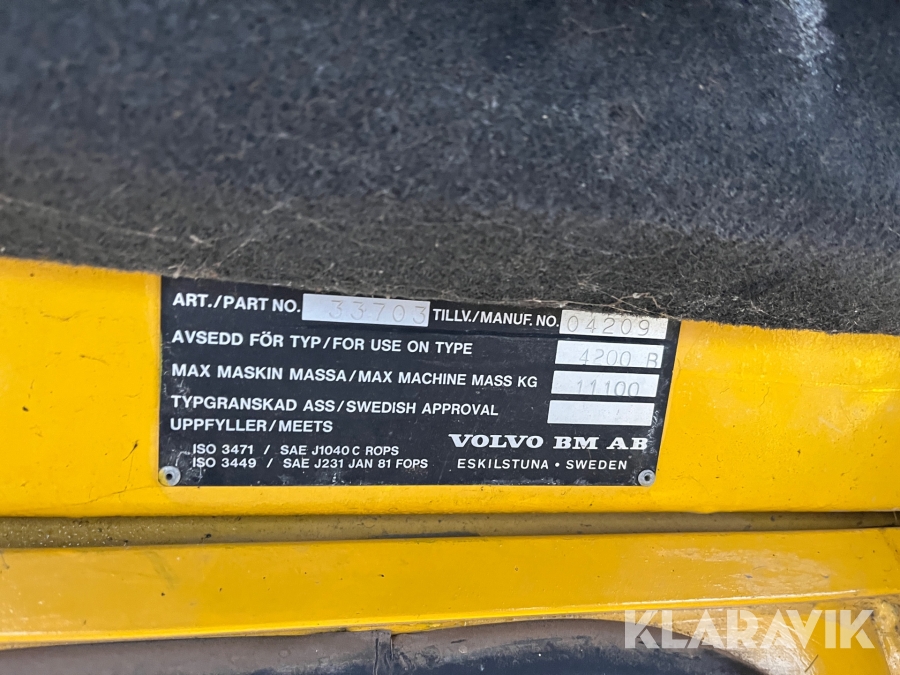 ART./PART NO. 33703 TILLV./MANUF. NO. 04209
AVSEDD FÖR TYP/FOR USE ON TYPE 4200 B
MAX MASKIN MASSA/MAX MACHINE MASS KG 11100
TYPGRANSKAD ASS/SWEDISH APPROVAL
UPPFYLLER/MEETS
VOLVO BM AB
ISO 3471 / SAE J1040 C ROPS
ISO 3449 / SAE J231 JAN 81 FOPS
ESKILSTUNA · SWEDEN
KLARAVIK